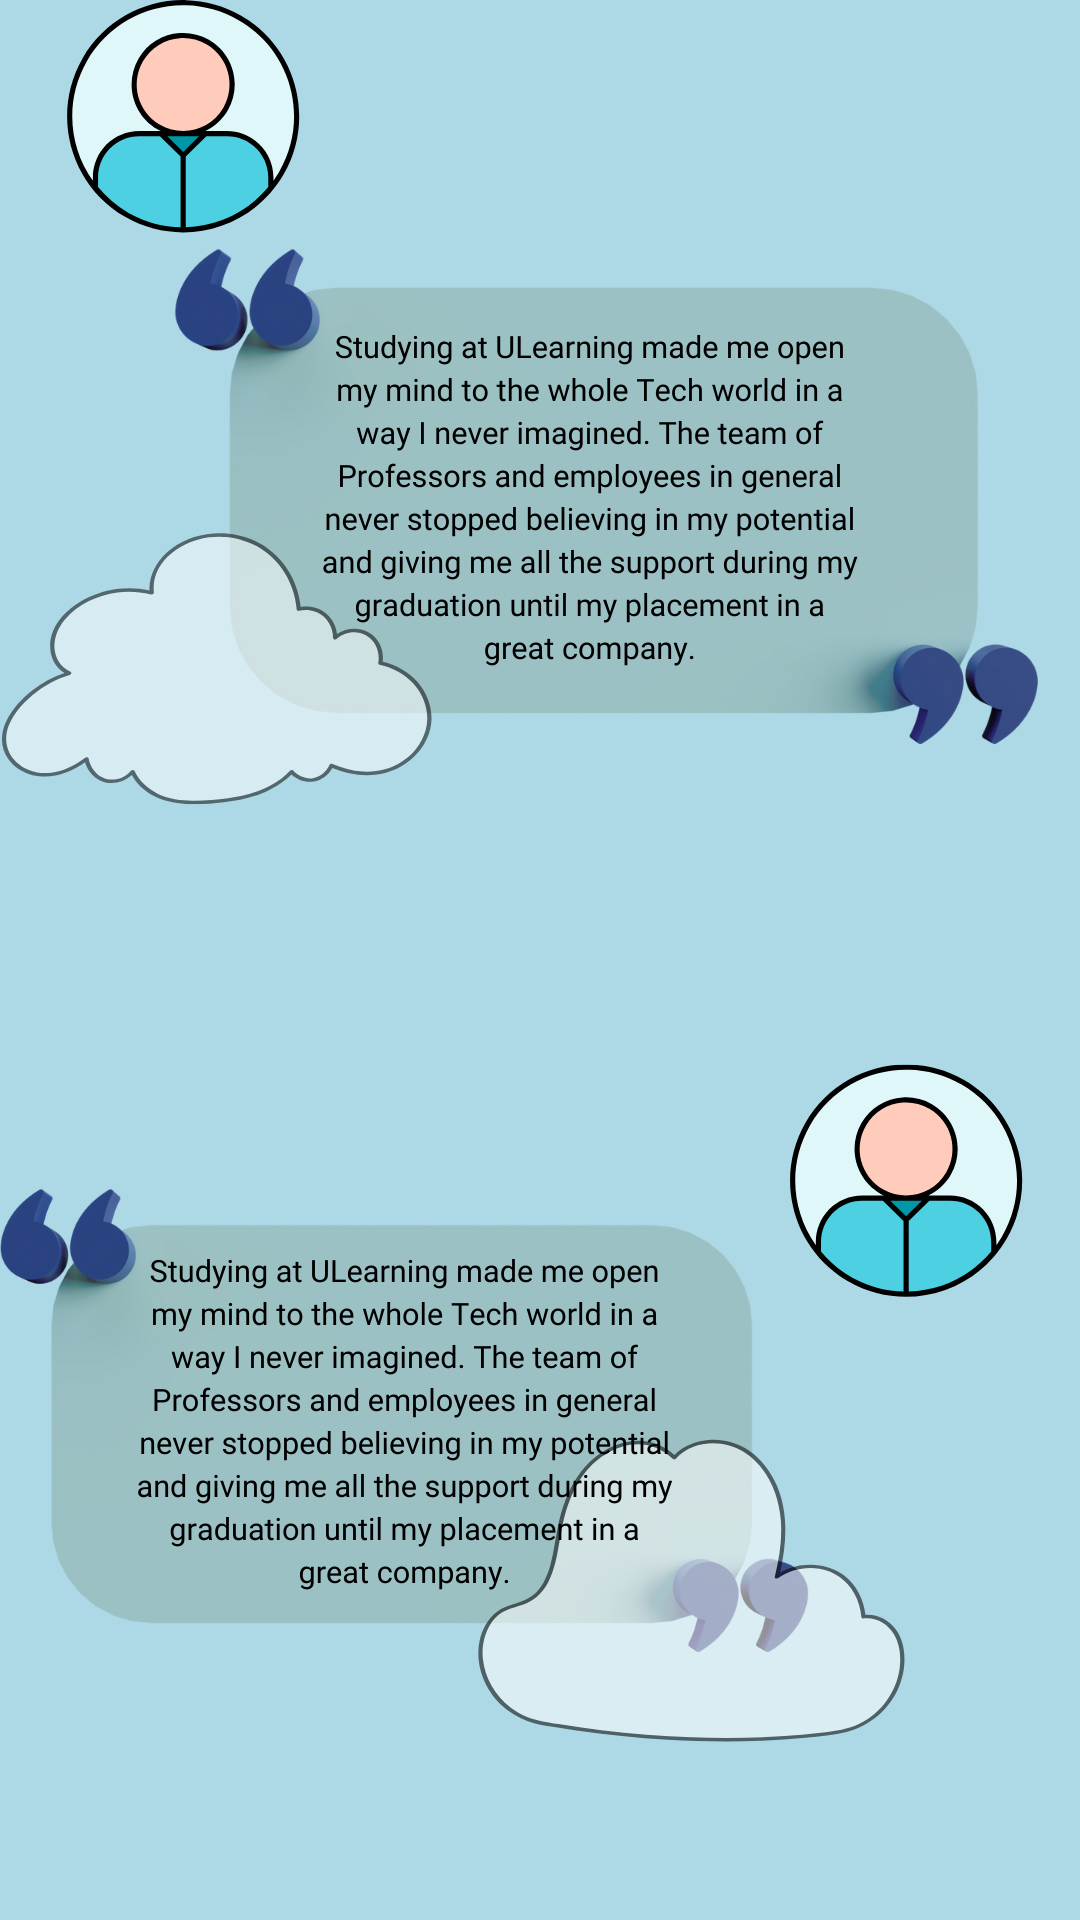 Studying at ULearning made me open
my mind to the whole Tech world in a
way I never imagined. The team of
Professors and employees in general
never stopped believing in my potential
and giving me all the support during my
graduation until my placement in a
great company.
Studying at ULearning made me open
my mind to the whole Tech world in a
way I never imagined. The team of
Professors and employees in general
never stopped believing in my potential
and giving me all the support during my
graduation until my placement in a
great company.